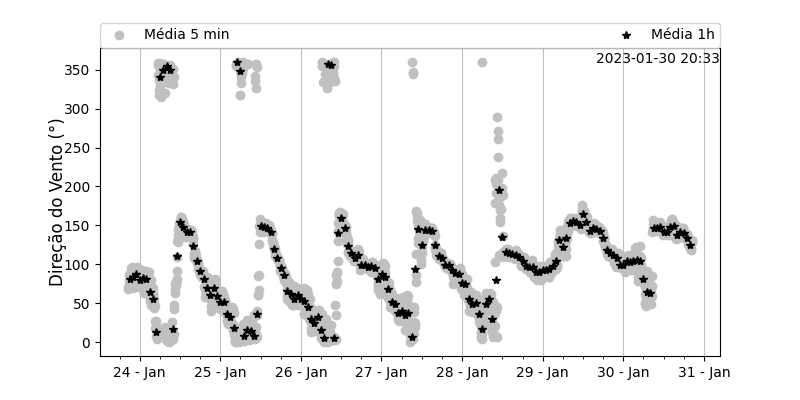 Média 5 min
Média 1h
2023-01-30 20:33
Direção do Vento (°)
350
300
250
200
150
100
50
0
24 - Jan
25 - Jan
26 - Jan
27 - Jan
28 - Jan
29 - Jan
30 - Jan
31 - Jan